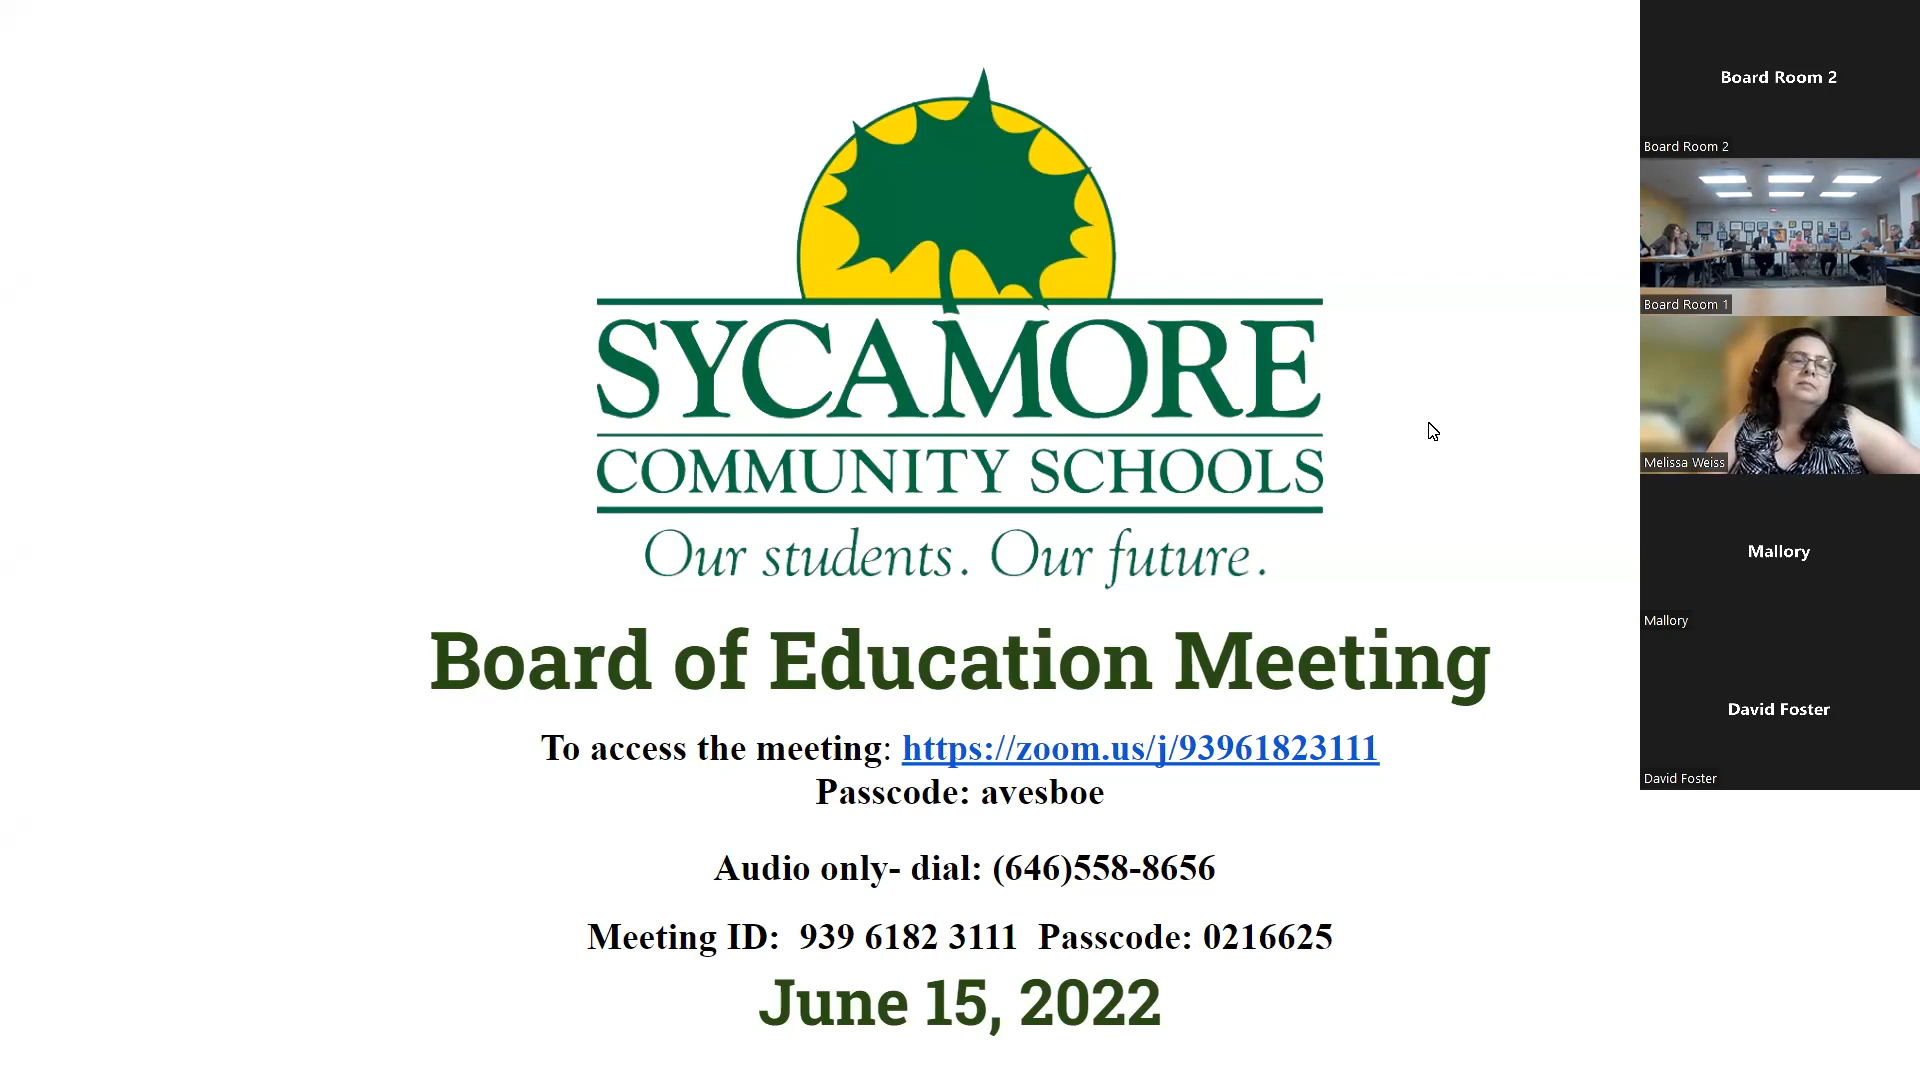 SYCAMORE
COMMUNITY SCHOOLS
Our students. Our future.
Board of Education Meeting
To access the meeting: https://zoom.us/j/93961823111
Passcode: avesboe
Audio only- dial: (646)558-8656
Meeting ID: 939 6182 3111 Passcode: 0216625
June 15, 2022
Board Room 2
Board Room 2
Board Room 1
Melissa Weiss
Mallory
Mallory
David Foster
David Foster